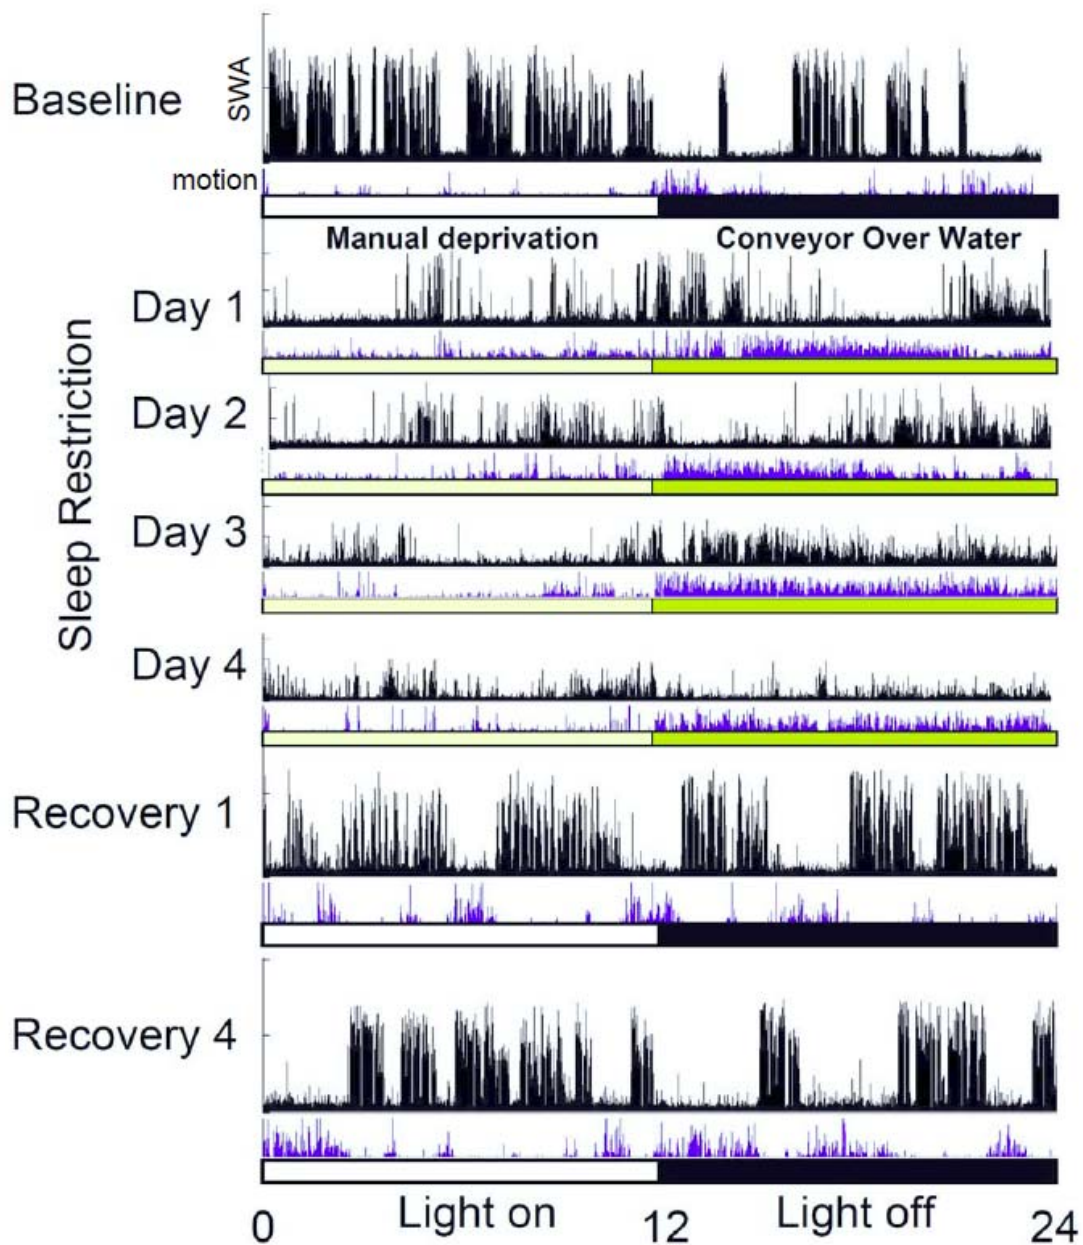 SWA
Baseline
motion
Manual deprivation
Conveyor Over Water
Sleep Restriction
Day 1
Day 2
Day 3
Day 4
Recovery 1
Recovery 4
Light on
Light off
0
12
24